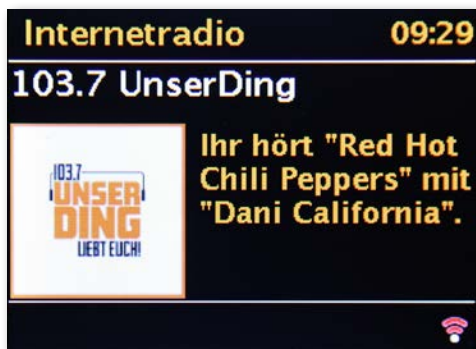 Internetradio 09:29
103.7 UnserDing
103.7
UNSER
DING
LIEBT EUCH!
Ihr hört "Red Hot
Chili Peppers" mit
"Dani California".